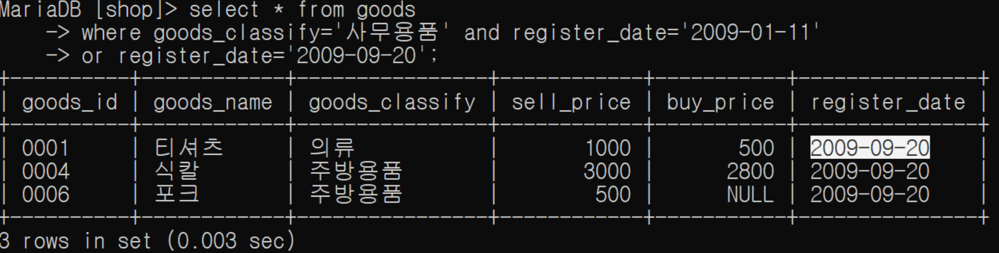 MariaDB [shop]> select * from goods
    -> where goods_classify='사무용품' and register_date='2009-01-11'
    -> or register_date='2009-09-20';
+----------+------------+----------------+------------+-----------+---------------+
| goods_id | goods_name | goods_classify | sell_price | buy_price | register_date |
+----------+------------+----------------+------------+-----------+---------------+
| 0001     | 티셔츠     | 의류           |       1000 |       500 | 2009-09-20    |
| 0004     | 식칼       | 주방용품       |       3000 |      2800 | 2009-09-20    |
| 0006     | 포크       | 주방용품       |        500 |      NULL | 2009-09-20    |
+----------+------------+----------------+------------+-----------+---------------+
3 rows in set (0.003 sec)